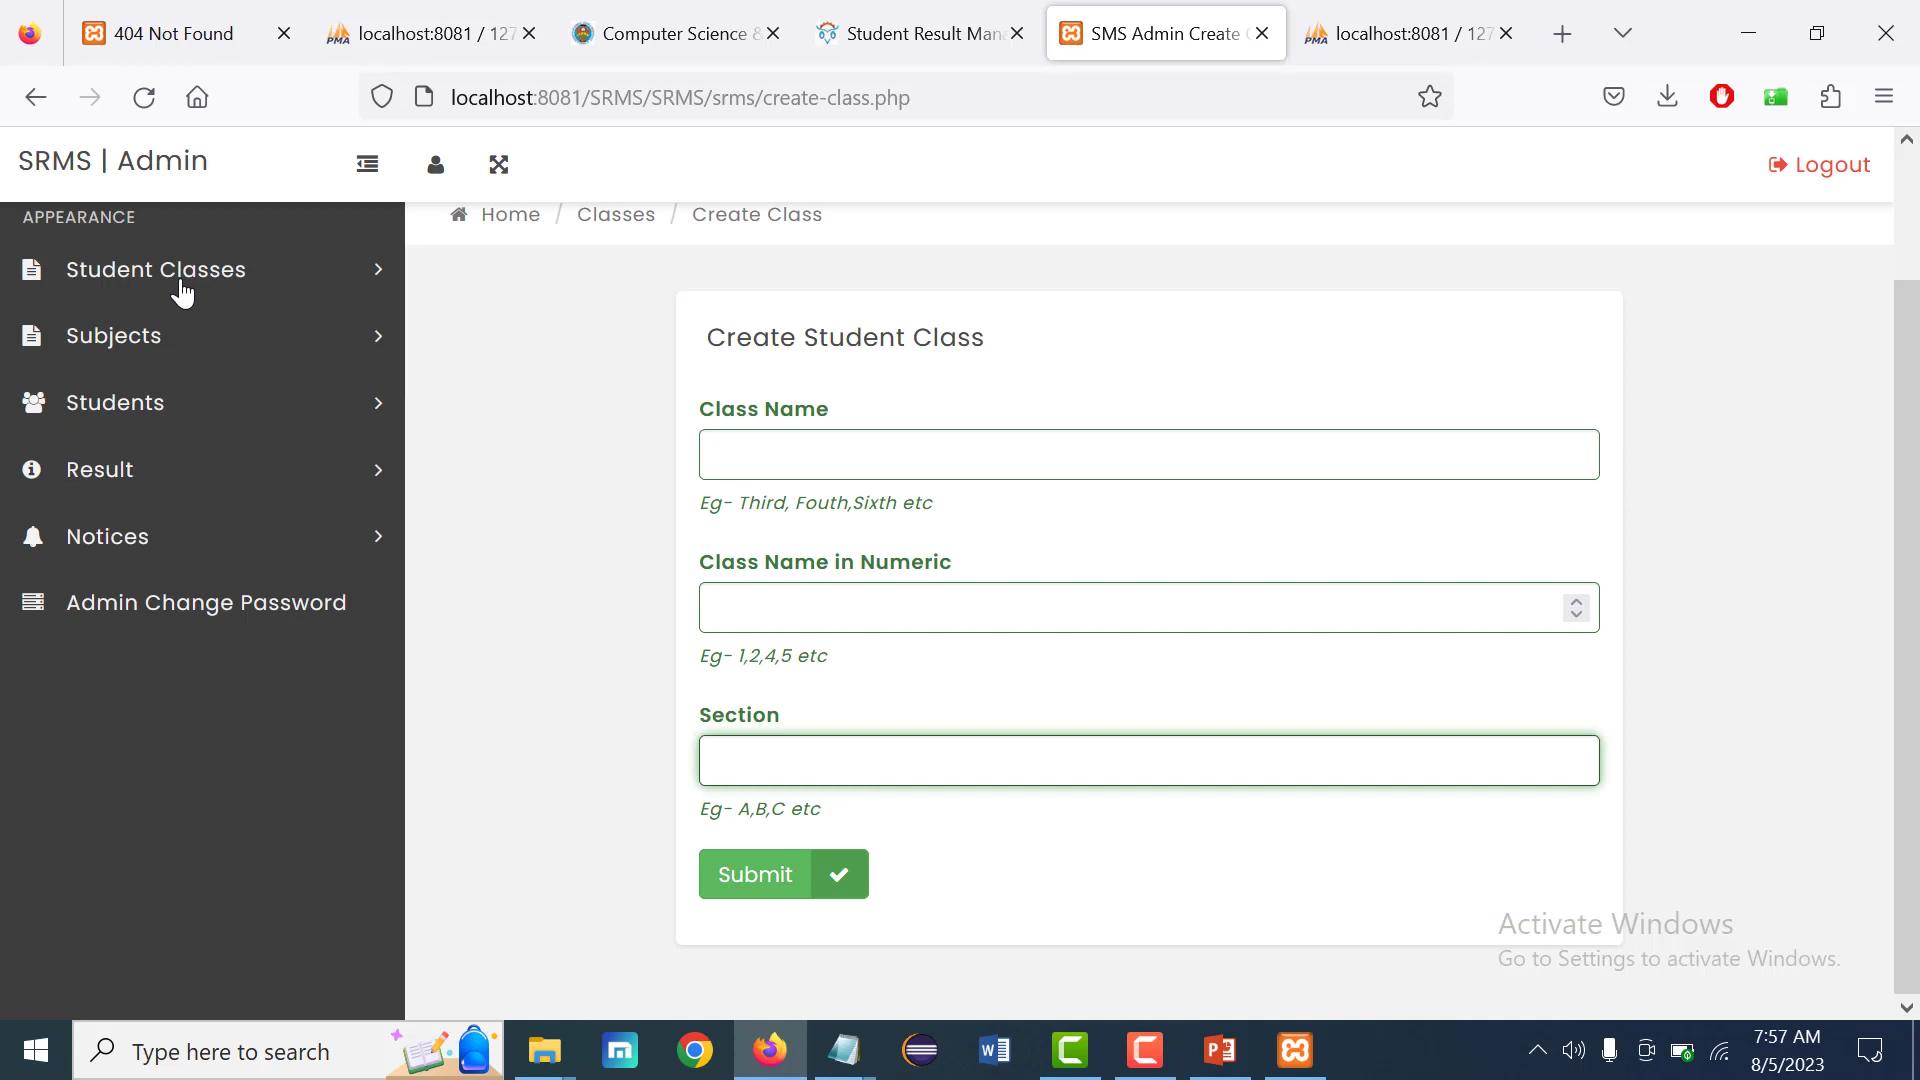 404 Not Found
localhost:8081 / 127
Computer Science &
Student Result Man
SMS Admin Create
localhost:8081 / 127
localhost:8081/SRMS/SRMS/srms/create-class.php
SRMS | Admin
Logout
APPEARANCE
Home / Classes / Create Class
Student Classes
Subjects
Students
Result
Notices
Admin Change Password
Create Student Class
Class Name
Eg- Third, Fouth,Sixth etc
Class Name in Numeric
Eg- 1,2,4,5 etc
Section
Eg- A,B,C etc
Submit
Activate Windows
Go to Settings to activate Windows.
Type here to search
7:57 AM
8/5/2023